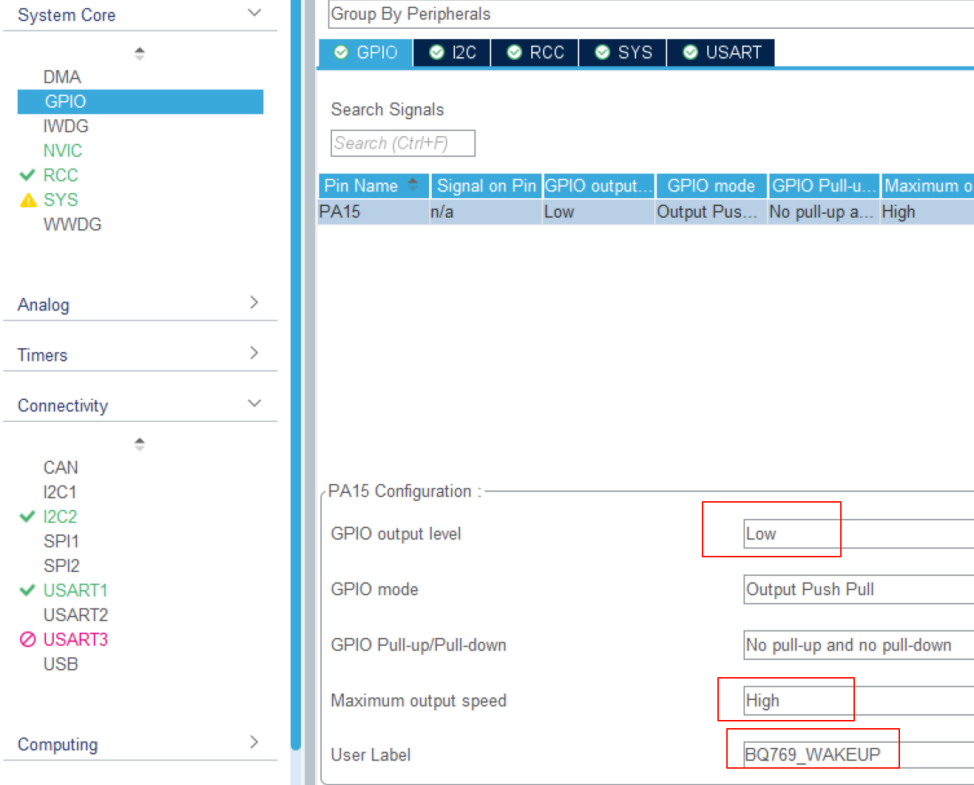 System Core
DMA
GPIO
IWDG
NVIC
RCC
SYS
WWDG
Analog
Timers
Connectivity
CAN
I2C1
I2C2
SPI1
SPI2
USART1
USART2
USART3
USB
Computing
Group By Peripherals
GPIO I2C RCC SYS USART
Search Signals
Search (Ctrl+F)
Pin Name Signal on Pin GPIO output... GPIO mode GPIO Pull-u... Maximum o
PA15 n/a Low Output Pus... No pull-up a... High
PA15 Configuration :
GPIO output level Low
GPIO mode Output Push Pull
GPIO Pull-up/Pull-down No pull-up and no pull-down
Maximum output speed High
User Label BQ769_WAKEUP